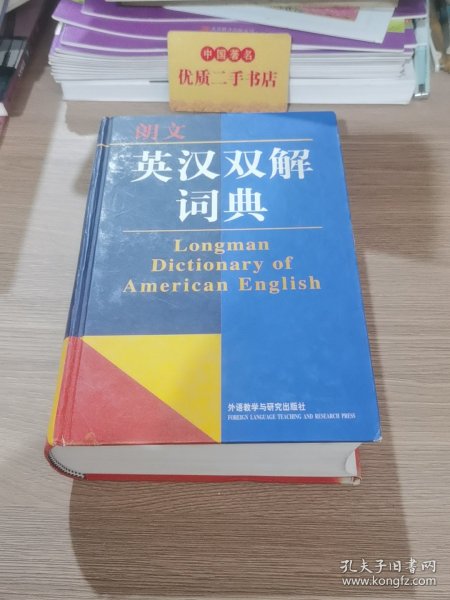 中国著名
优质二手书店
朗文
英汉双解
词典
Longman
Dictionary of
American English
外语教学与研究出版社
FOREIGN LANGUAGE TEACHING AND RESEARCH PRESS
孔夫子旧书网
www.kongfz.com